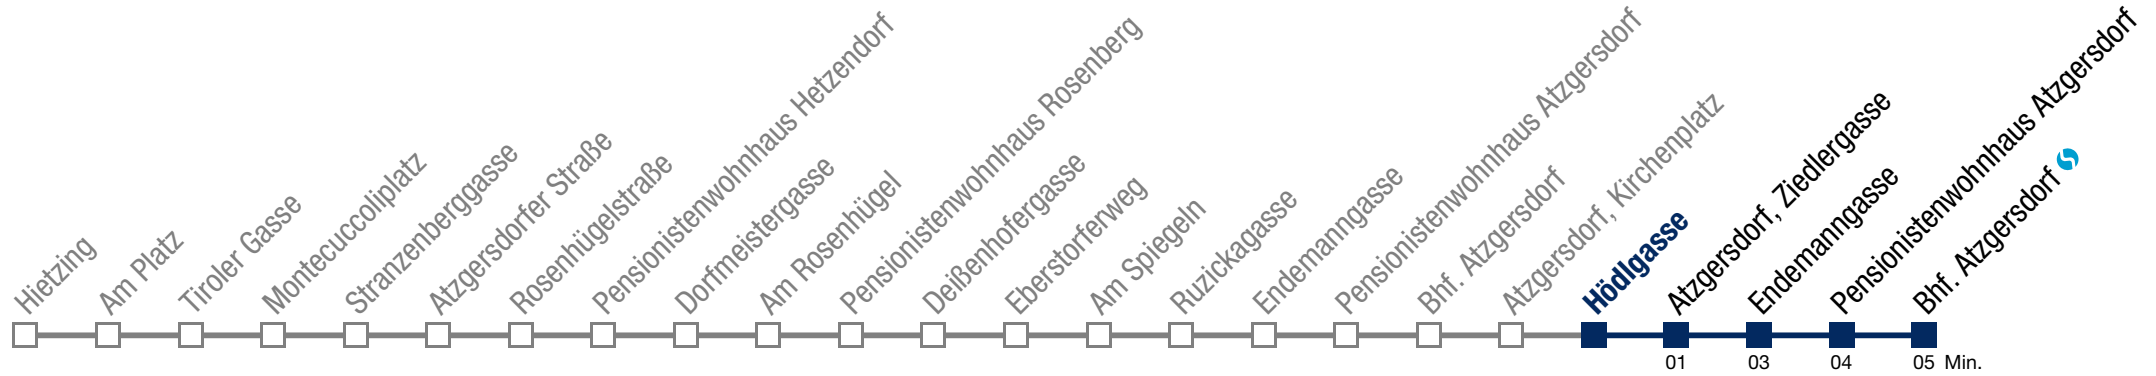 Hietzing
Am Platz
Tiroler Gasse
Montecuccoliplatz
Stranzenberggasse
Atzgersdorfer Straße
Rosenhügelstraße
Pensionistenwohnhaus Hetzendorf
Dorfmeistergasse
Am Rosenhügel
Pensionistenwohnhaus Rosenberg
Deißenhofergasse
Eberstorferweg
Am Spiegeln
Ruzickagasse
Endemanngasse
Pensionistenwohnhaus Atzgersdorf
Bhf. Atzgersdorf
Atzgersdorf, Kirchenplatz
Hödlgasse
Atzgersdorf, Ziedlergasse
Endemanngasse
Pensionistenwohnhaus Atzgersdorf
Bhf. Atzgersdorf
01 03 04 05 Min.